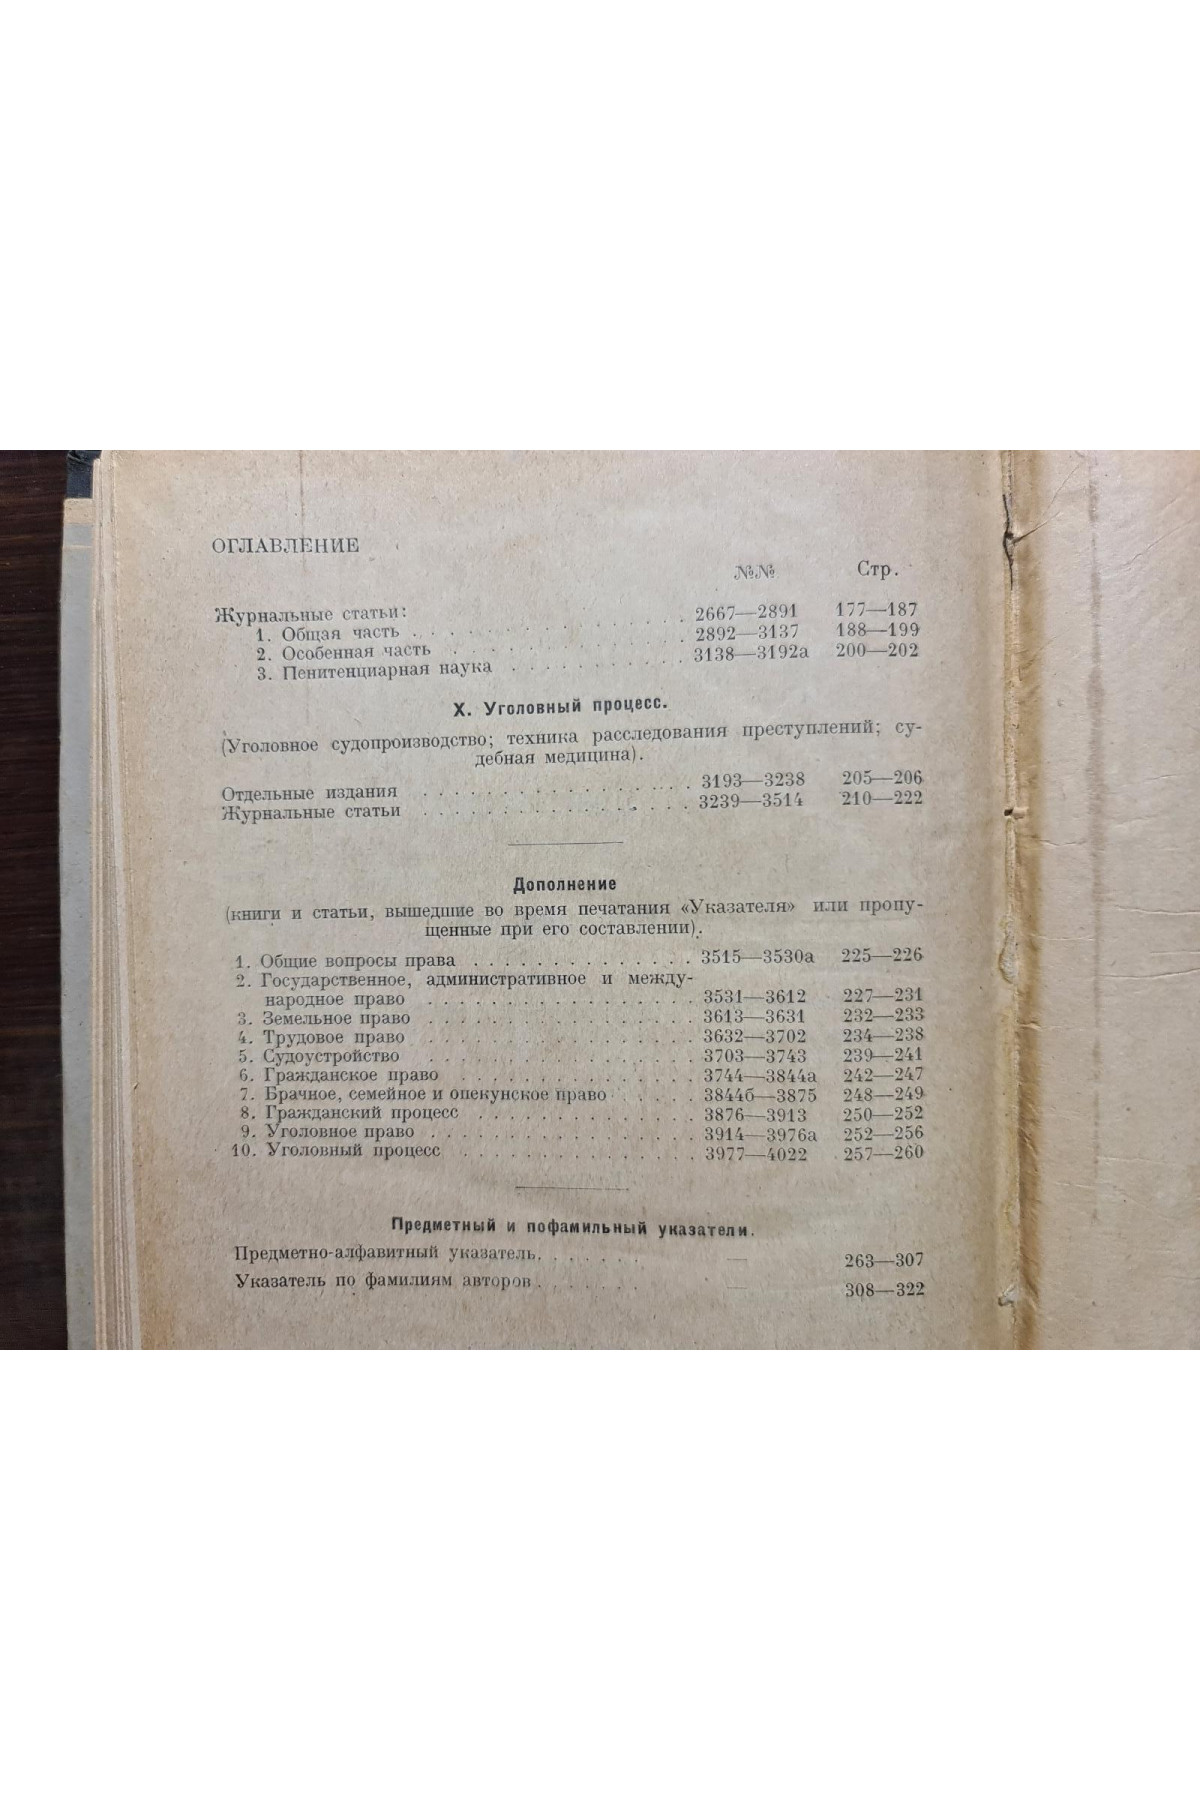 ОГЛАВЛЕНИЕ
№№ Стр.
Журнальные статьи:
1. Общая часть . . . . . . . . . . . . . 2667—2891 177—187
2. Особенная часть . . . . . . . . . . . . 2892—3137 188—199
3. Пенитенциарная наука . . . . . . . . . 3138—3192а 200—202
X. Уголовный процесс.
(Уголовное судопроизводство; техника расследования преступлений; су-
дебная медицина).
Отдельные издания . . . . . . . . . . . . . . . . 3193—3238 205—206
Журнальные статьи . . . . . . . . . . . . . . . . 3239—3514 210—222
Дополнение
(книги и статьи, вышедшие во время печатания «Указателя» или пропу-
щенные при его составлении).
1. Общие вопросы права . . . . . . . . . . . . . . 3515—3530а 225—226
2. Государственное, административное и между-
народное право . . . . . . . . . . . . . . . . . 3531—3612 227—231
3. Земельное право . . . . . . . . . . . . . . . . . 3613—3631 232—233
4. Трудовое право . . . . . . . . . . . . . . . . . 3632—3702 234—238
5. Судоустройство . . . . . . . . . . . . . . . . . 3703—3743 239—241
6. Гражданское право . . . . . . . . . . . . . . . 3744—3844а 242—247
7. Брачное, семейное и опекунское право . . . . . 3844б—3875 248—249
8. Гражданский процесс . . . . . . . . . . . . . . 3876—3913 250—252
9. Уголовное право . . . . . . . . . . . . . . . . . 3914—3976а 252—256
10. Уголовный процесс . . . . . . . . . . . . . . . 3977—4022 257—260
Предметный и пофамильный указатели.
Предметно-алфавитный указатель. . . . . . . — 263—307
Указатель по фамилиям авторов . . . . . . . — 308—322